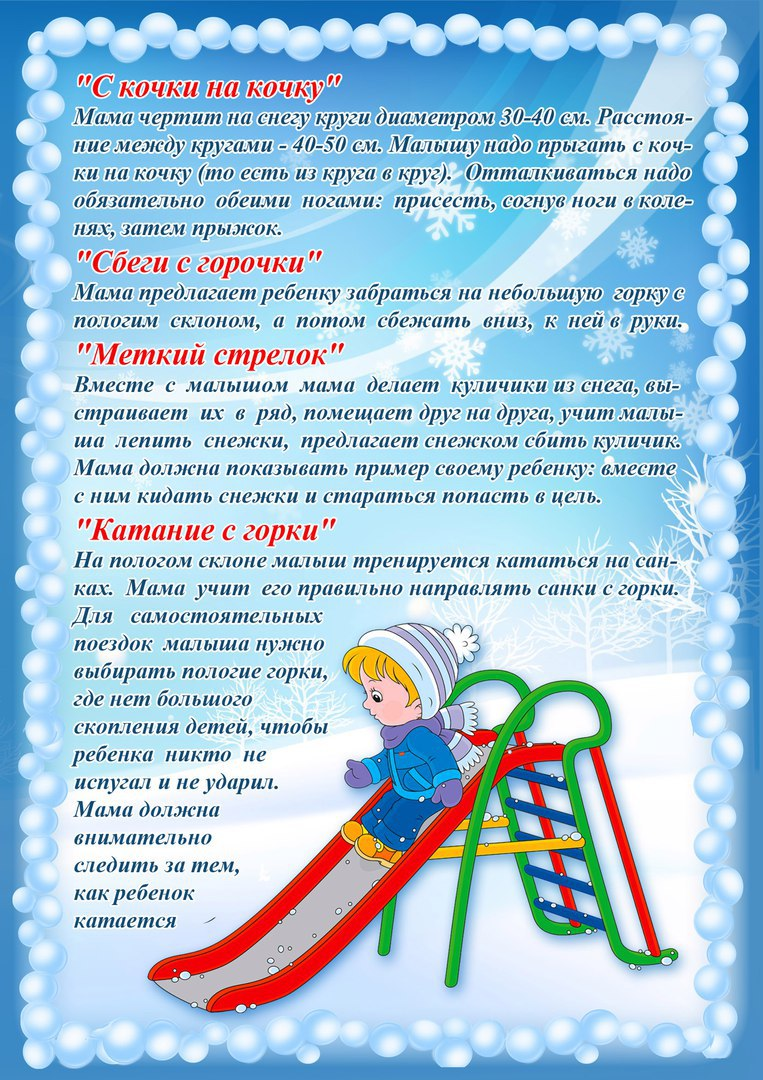 "С кочки на кочку"
Мама чертит на снегу круги диаметром 30-40 см. Расстоя-
ние между кругами - 40-50 см. Малышу надо прыгать с коч-
ки на кочку (то есть из круга в круг). Отталкиваться надо
обязательно обеими ногами: присесть, согнув ноги в коле-
нях, затем прыжок.
"Сбеги с горочки"
Мама предлагает ребенку забраться на небольшую горку с
пологим склоном, а потом сбежать вниз, к ней в руки.
"Меткий стрелок"
Вместе с малышом мама делает куличики из снега, вы-
страивает их в ряд, помещает друг на друга, учит малы-
ша лепить снежки, предлагает снежком сбить куличик.
Мама должна показывать пример своему ребенку: вместе
с ним кидать снежки и стараться попасть в цель.
"Катание с горки"
На пологом склоне малыш тренируется кататься на сан-
ках. Мама учит его правильно направлять санки с горки.
Для самостоятельных
поездок малыша нужно
выбирать пологие горки,
где нет большого
скопления детей, чтобы
ребенка никто не
испугал и не ударил.
Мама должна
внимательно
следить за тем,
как ребенок
катается